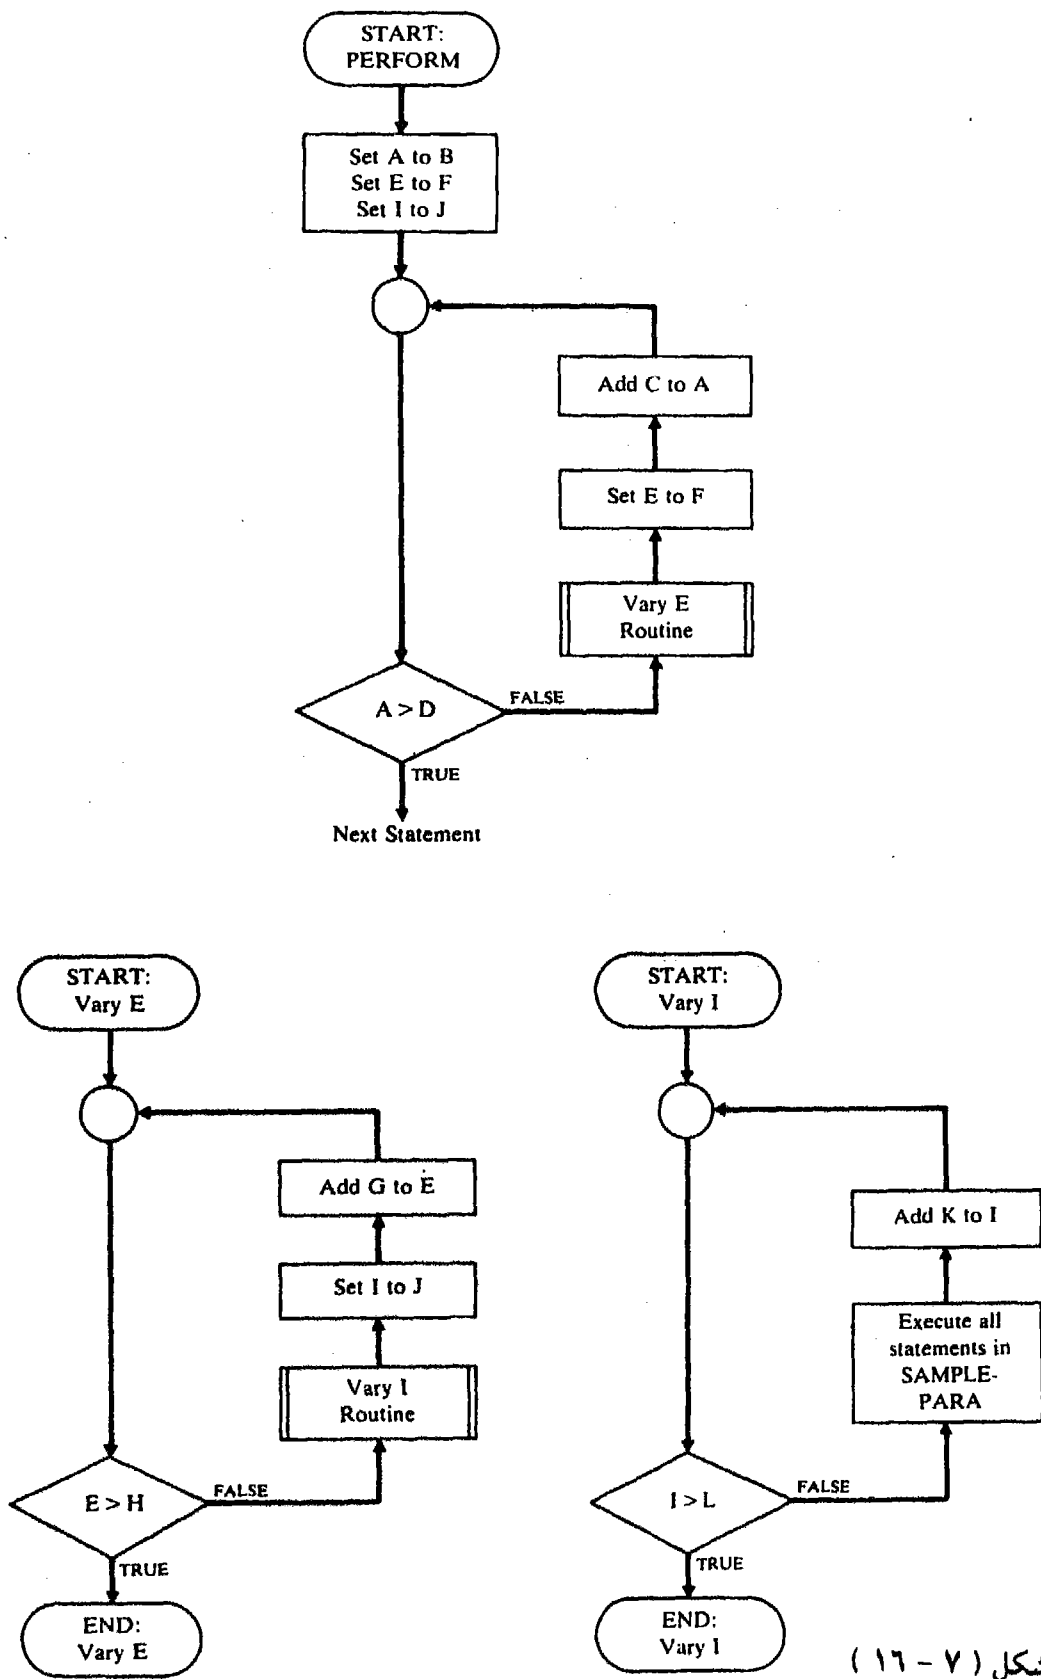 START:
PERFORM
Set A to B
Set E to F
Set I to J
Add C to A
Set E to F
Vary E
Routine
A > D
FALSE
TRUE
Next Statement
START:
Vary E
Add G to E
Set I to J
Vary I
Routine
E > H
FALSE
TRUE
END:
Vary E
START:
Vary I
Add K to I
Execute all
statements in
SAMPLE-
PARA
I > L
FALSE
TRUE
END:
Vary I
(١٦ - ٧)